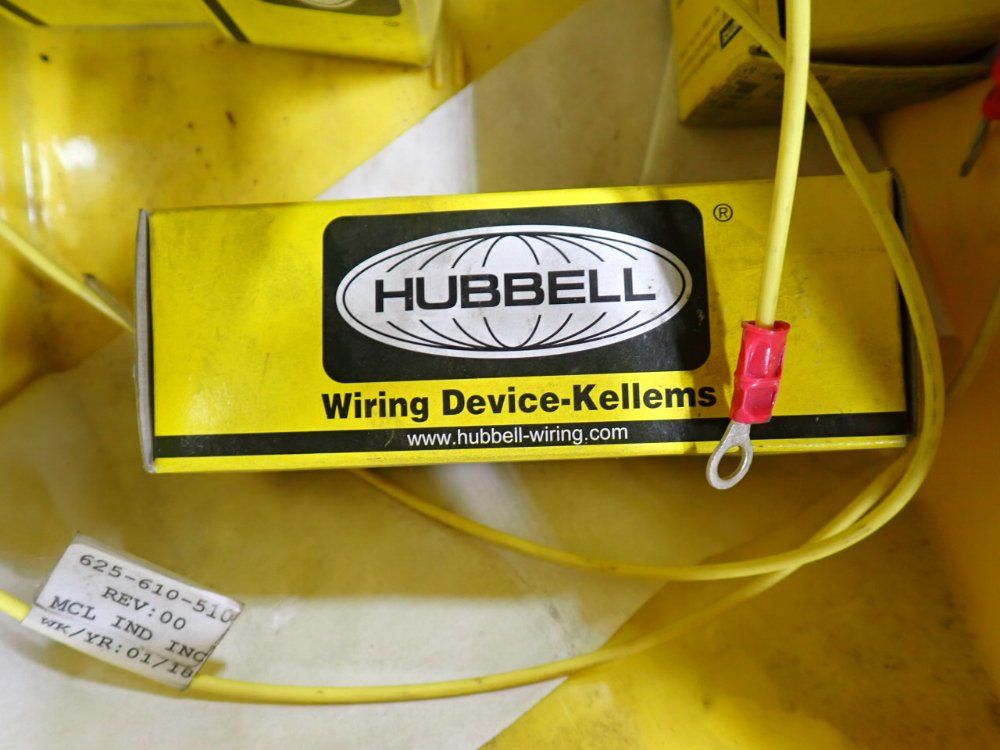 HUBBELL
®
Wiring Device-Kellems
www.hubbell-wiring.com
625-610-510
REV:00
MCL IND INC
WK/YR:01/18